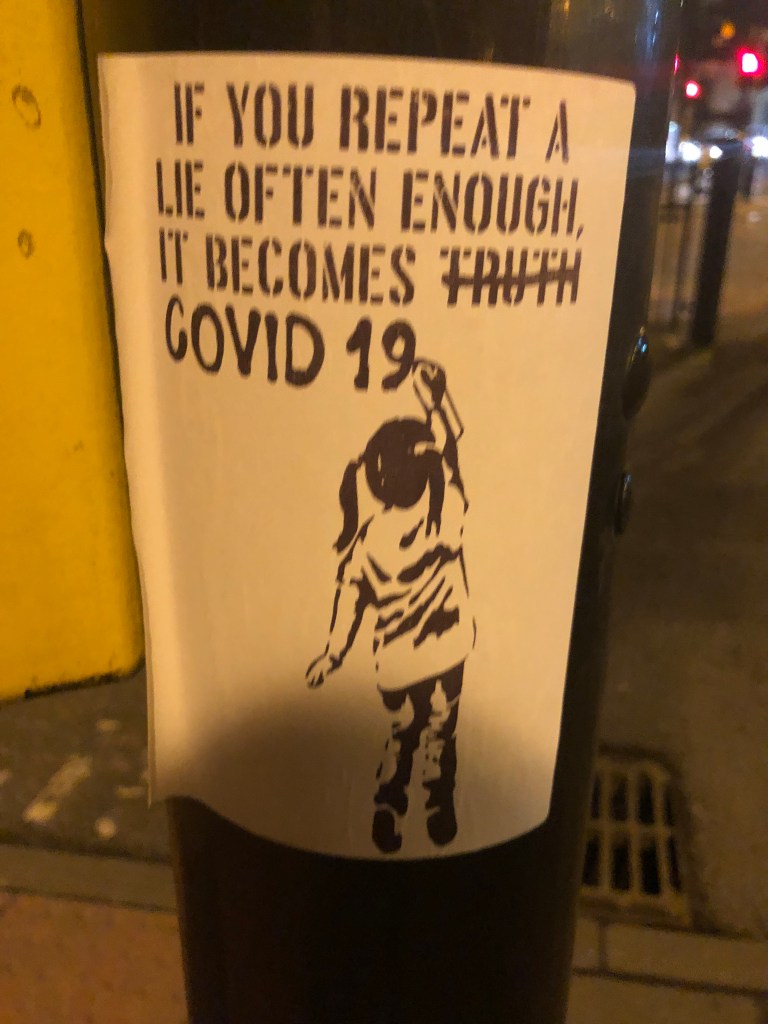 IF YOU REPEAT A
LIE OFTEN ENOUGH,
IT BECOMES TRUTH
COVID 19